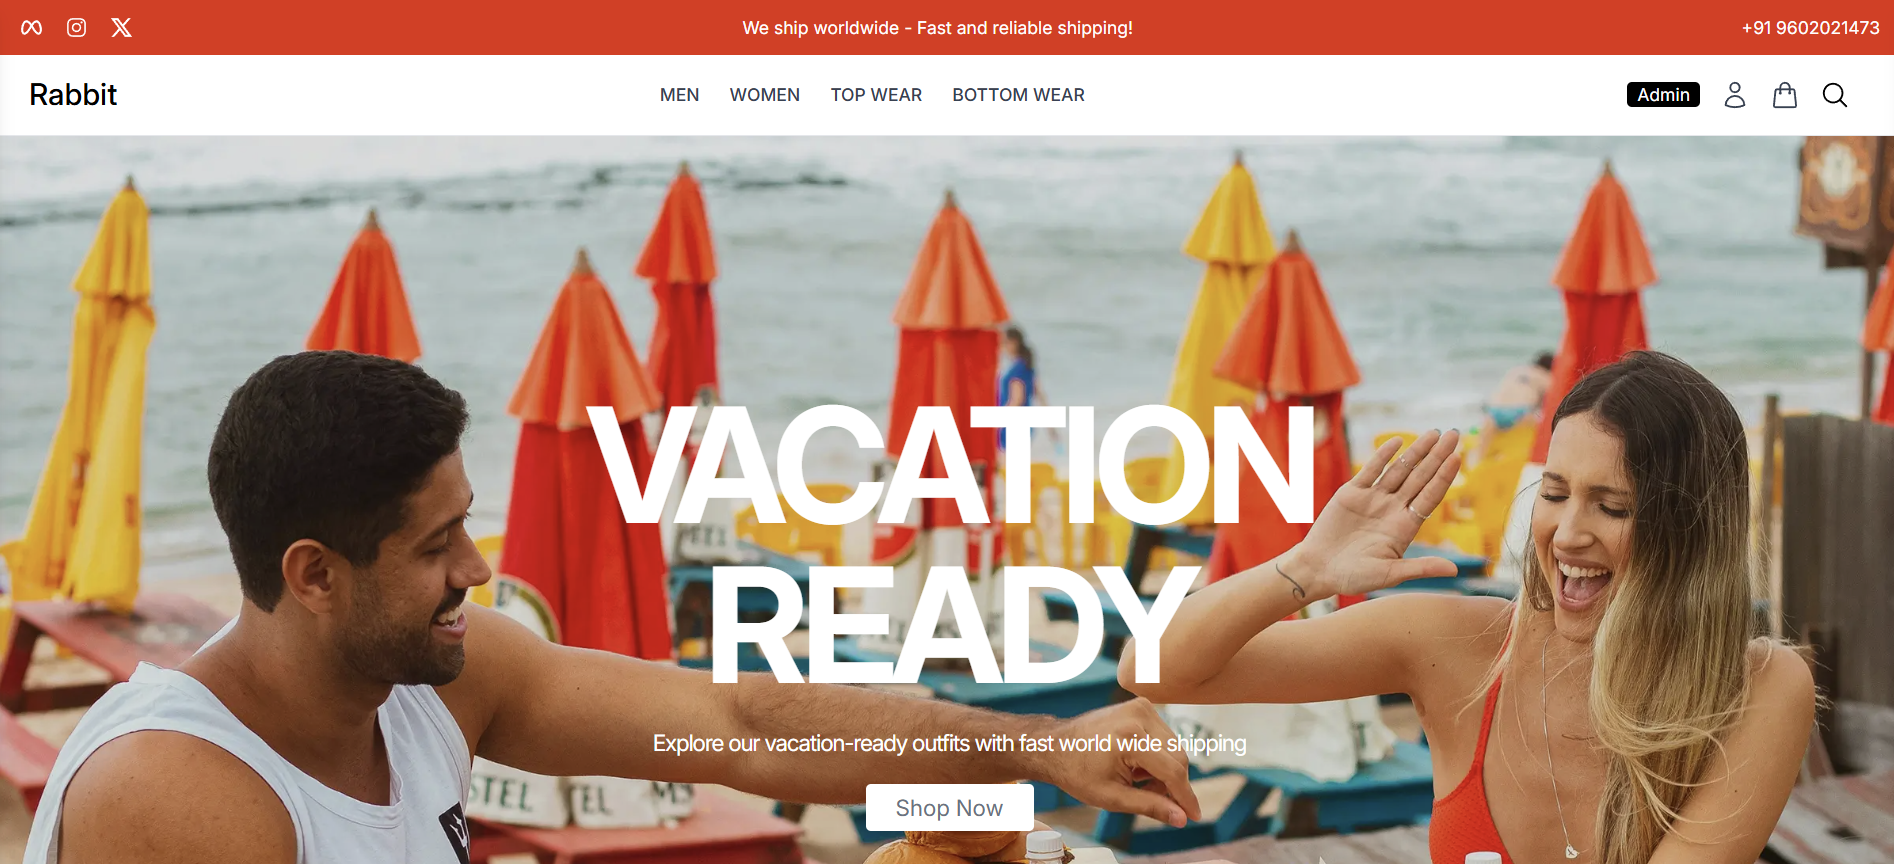 We ship worldwide - Fast and reliable shipping!
+91 9602021473
Rabbit
MEN
WOMEN
TOP WEAR
BOTTOM WEAR
Admin
VACATION
READY
Explore our vacation-ready outfits with fast world wide shipping
Shop Now